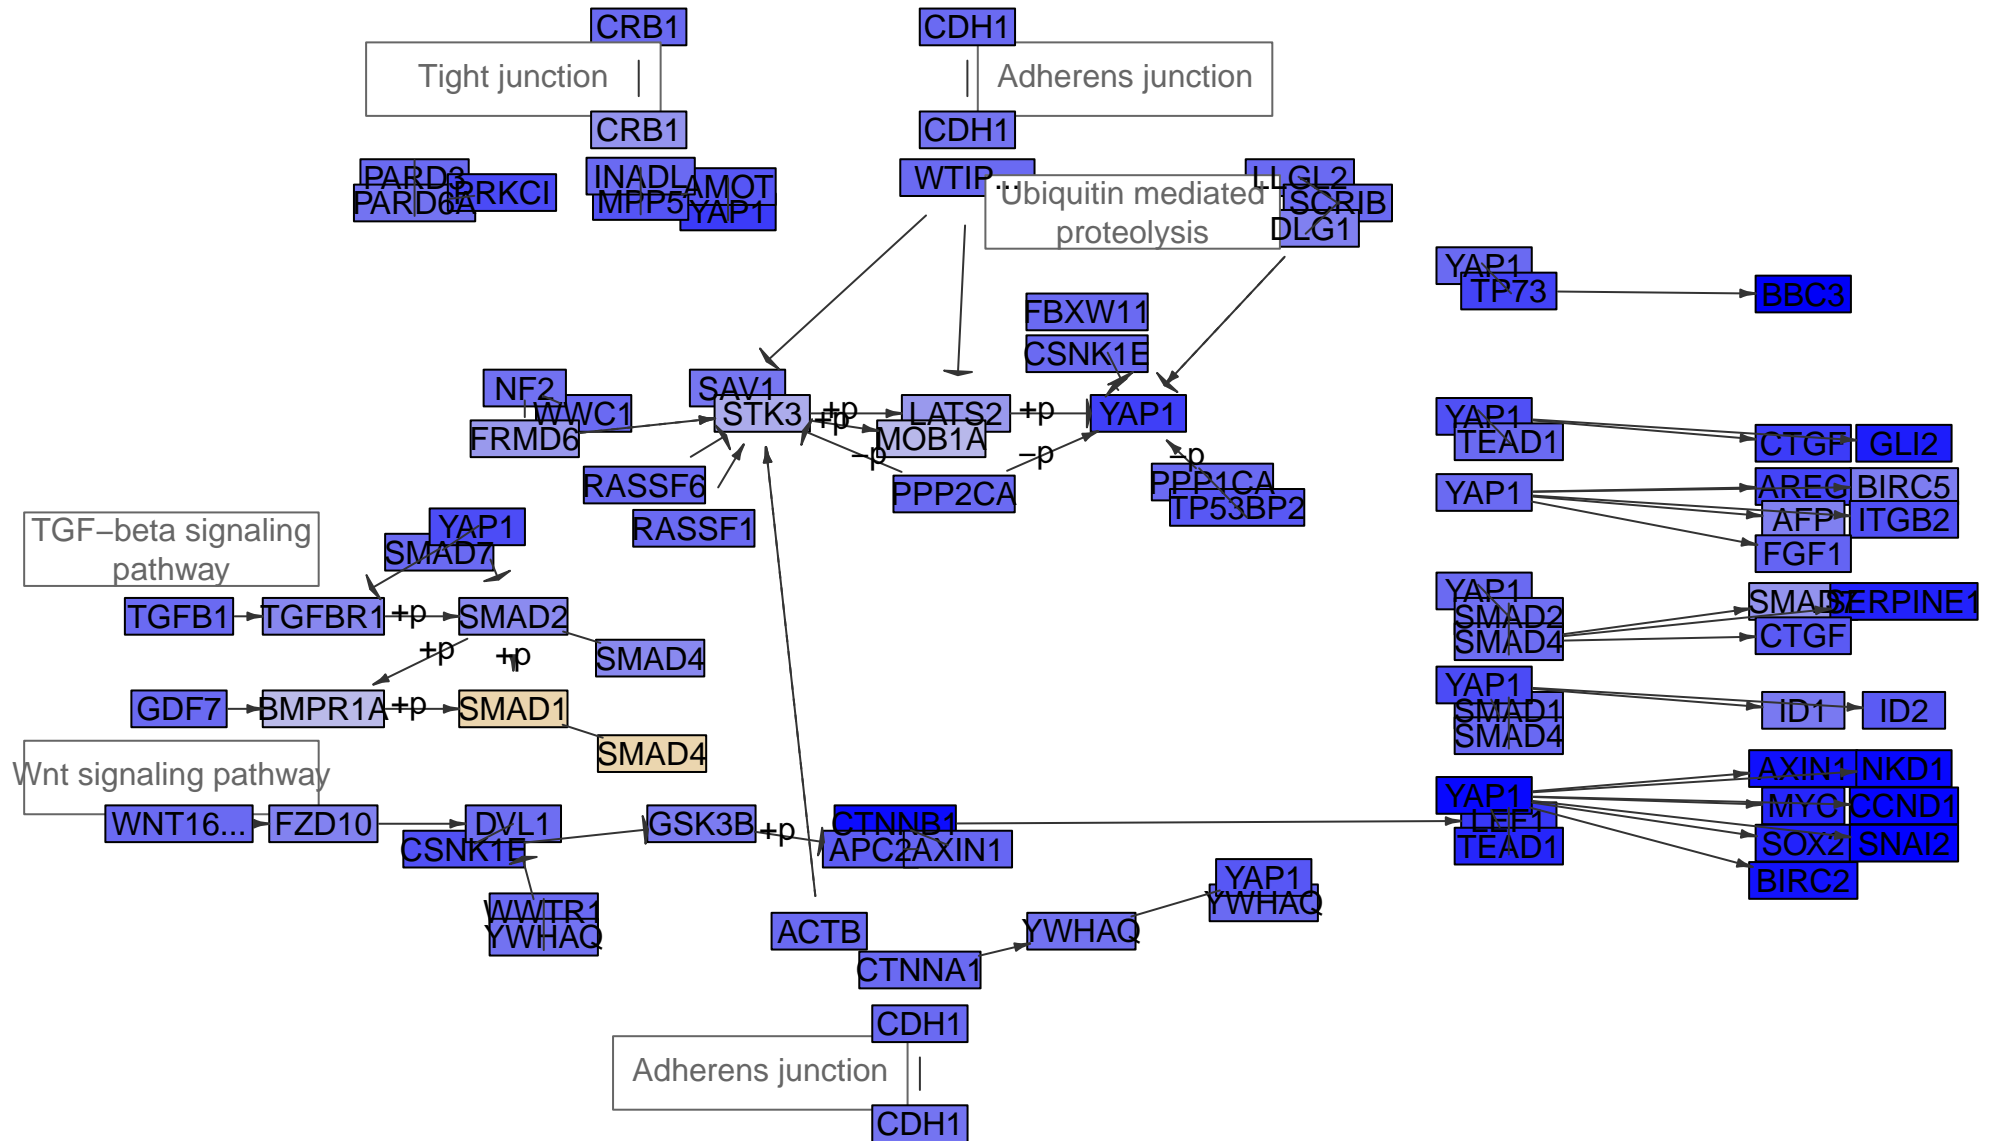 CRB1
CDH1
Tight junction
Adherens junction
CRB1
CDH1
PARD3
PARD6A
PRKCI
INADL
MPP5
AMOT
YAP1
WTIP...
Ubiquitin mediated
proteolysis
LLGL2
SCRIB
DLG1
YAP1
TP73
BBC3
FBXW11
CSNK1E
NF2
WWC1
FRMD6
SAV1
STK3
+p
+p
LATS2
MOB1A
+p
YAP1
−p
−p
−p
RASSF6
RASSF1
PPP2CA
PPP1CA
TP53BP2
YAP1
TEAD1
CTGF
GLI2
YAP1
AREG
BIRC5
AFP
ITGB2
FGF1
TGF−beta signaling
pathway
YAP1
SMAD7
TGFB1
TGFBR1
+p
SMAD2
+p
+p
SMAD4
YAP1
SMAD2
SMAD4
SMAD7
SERPINE1
CTGF
GDF7
BMPR1A
+p
SMAD1
SMAD4
YAP1
SMAD1
SMAD4
ID1
ID2
Wnt signaling pathway
WNT16...
FZD10
DVL1
CSNK1E
GSK3B
+p
CTNNB1
APC2
AXIN1
YAP1
LEF1
TEAD1
AXIN1
NKD1
MYC
CCND1
SOX2
SNAI2
BIRC2
WWTR1
YWHAQ
ACTB
CTNNA1
YWHAQ
YAP1
YWHAQ
CDH1
Adherens junction
CDH1